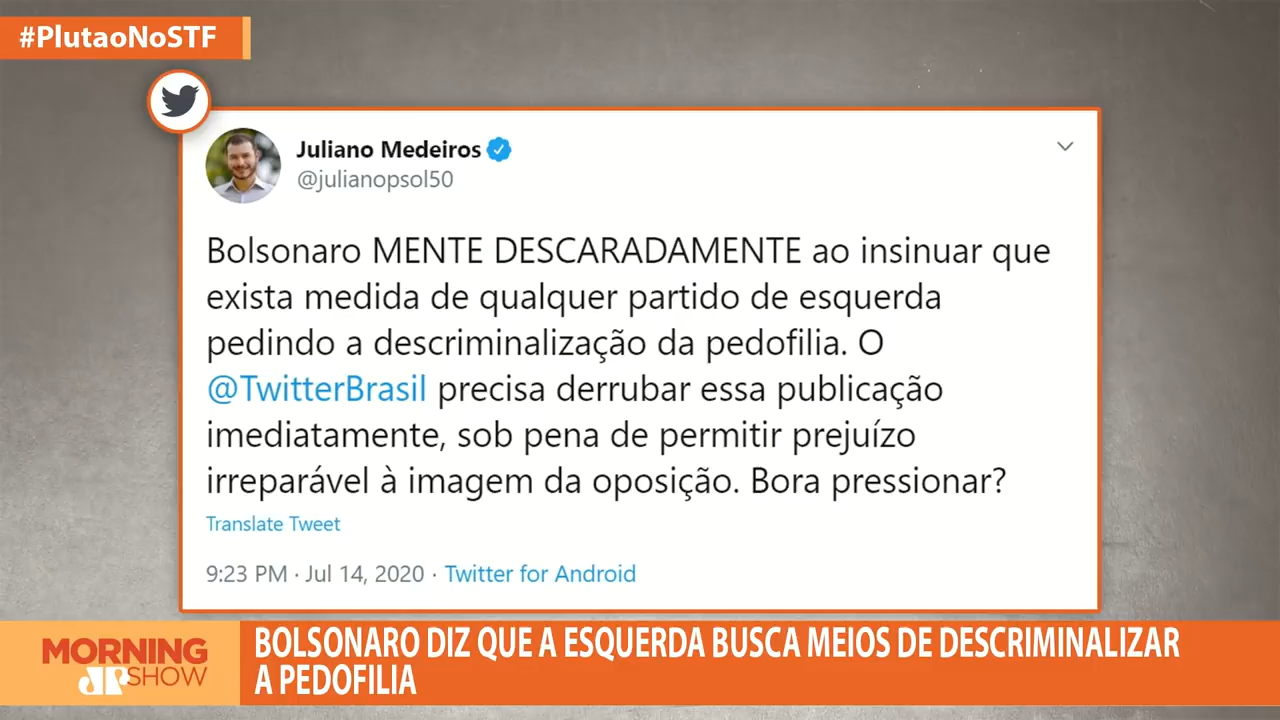 #PlutaoNoSTF
Juliano Medeiros
@julianopsol50
Bolsonaro MENTE DESCARADAMENTE ao insinuar que
exista medida de qualquer partido de esquerda
pedindo a descriminalização da pedofilia. O
@TwitterBrasil precisa derrubar essa publicação
imediatamente, sob pena de permitir prejuízo
irreparável à imagem da oposição. Bora pressionar?
Translate Tweet
9:23 PM · Jul 14, 2020 · Twitter for Android
MORNING
JP SHOW
BOLSONARO DIZ QUE A ESQUERDA BUSCA MEIOS DE DESCRIMINALIZAR
A PEDOFILIA